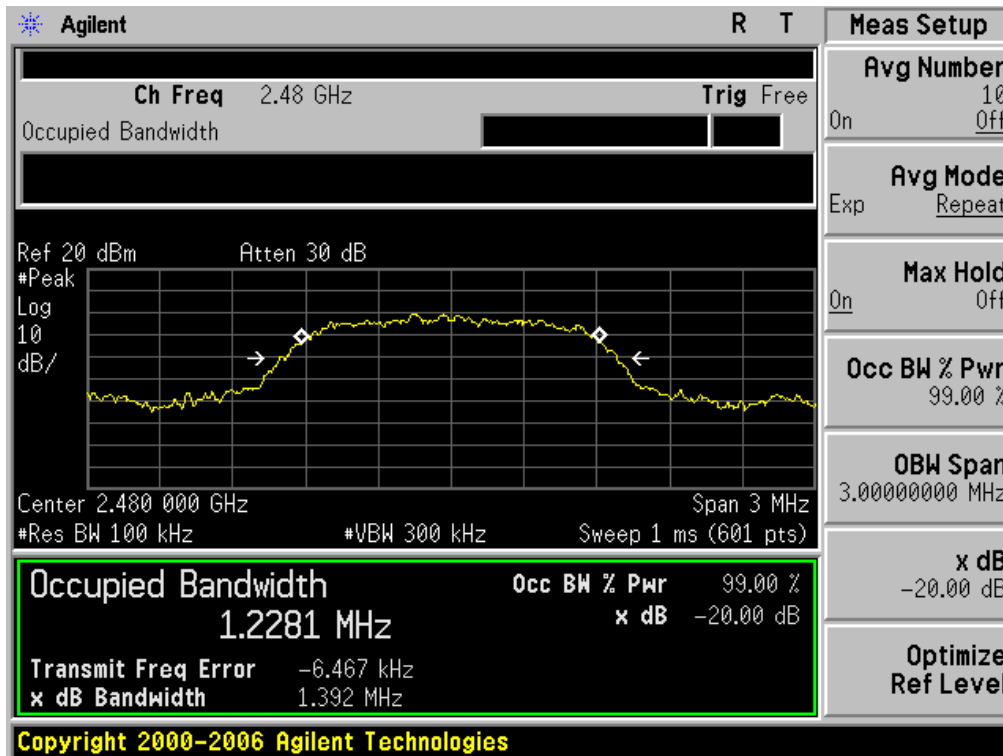 Agilent R T
Ch Freq 2.48 GHz Trig Free
Occupied Bandwidth
Ref 20 dBm Atten 30 dB
#Peak
Log
10
dB/
Center 2.480 000 GHz Span 3 MHz
#Res BW 100 kHz #VBW 300 kHz Sweep 1 ms (601 pts)
Occupied Bandwidth Occ BW % Pwr 99.00 %
1.2281 MHz x dB -20.00 dB
Transmit Freq Error -6.467 kHz
x dB Bandwidth 1.392 MHz
Copyright 2000-2006 Agilent Technologies
Meas Setup
Avg Number
10
On Off
Avg Mode
Exp Repeat
Max Hold
On Off
Occ BW % Pwr
99.00 %
OBW Span
3.00000000 MHz
x dB
-20.00 dB
Optimize
Ref Level